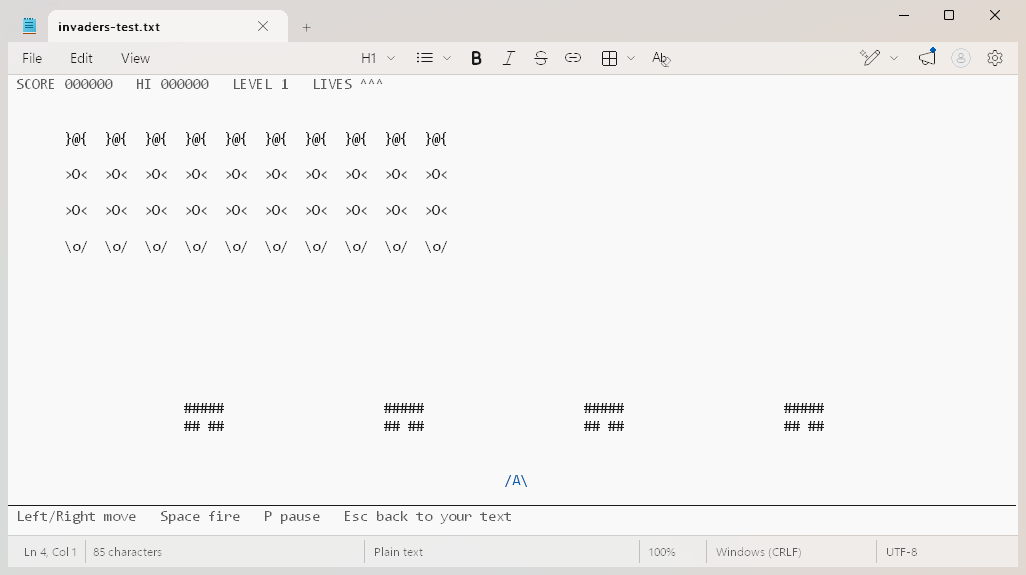 invaders-test.txt
File Edit View H1 B I S Ab
SCORE 000000 HI 000000 LEVEL 1 LIVES ^^^
}@{ }@{ }@{ }@{ }@{ }@{ }@{ }@{ }@{ }@{
>O< >O< >O< >O< >O< >O< >O< >O< >O< >O<
>O< >O< >O< >O< >O< >O< >O< >O< >O< >O<
\o/ \o/ \o/ \o/ \o/ \o/ \o/ \o/ \o/ \o/
##### ##### ##### #####
## ## ## ## ## ## ## ##
/A\
Left/Right move Space fire P pause Esc back to your text
Ln 4, Col 1 85 characters Plain text 100% Windows (CRLF) UTF-8